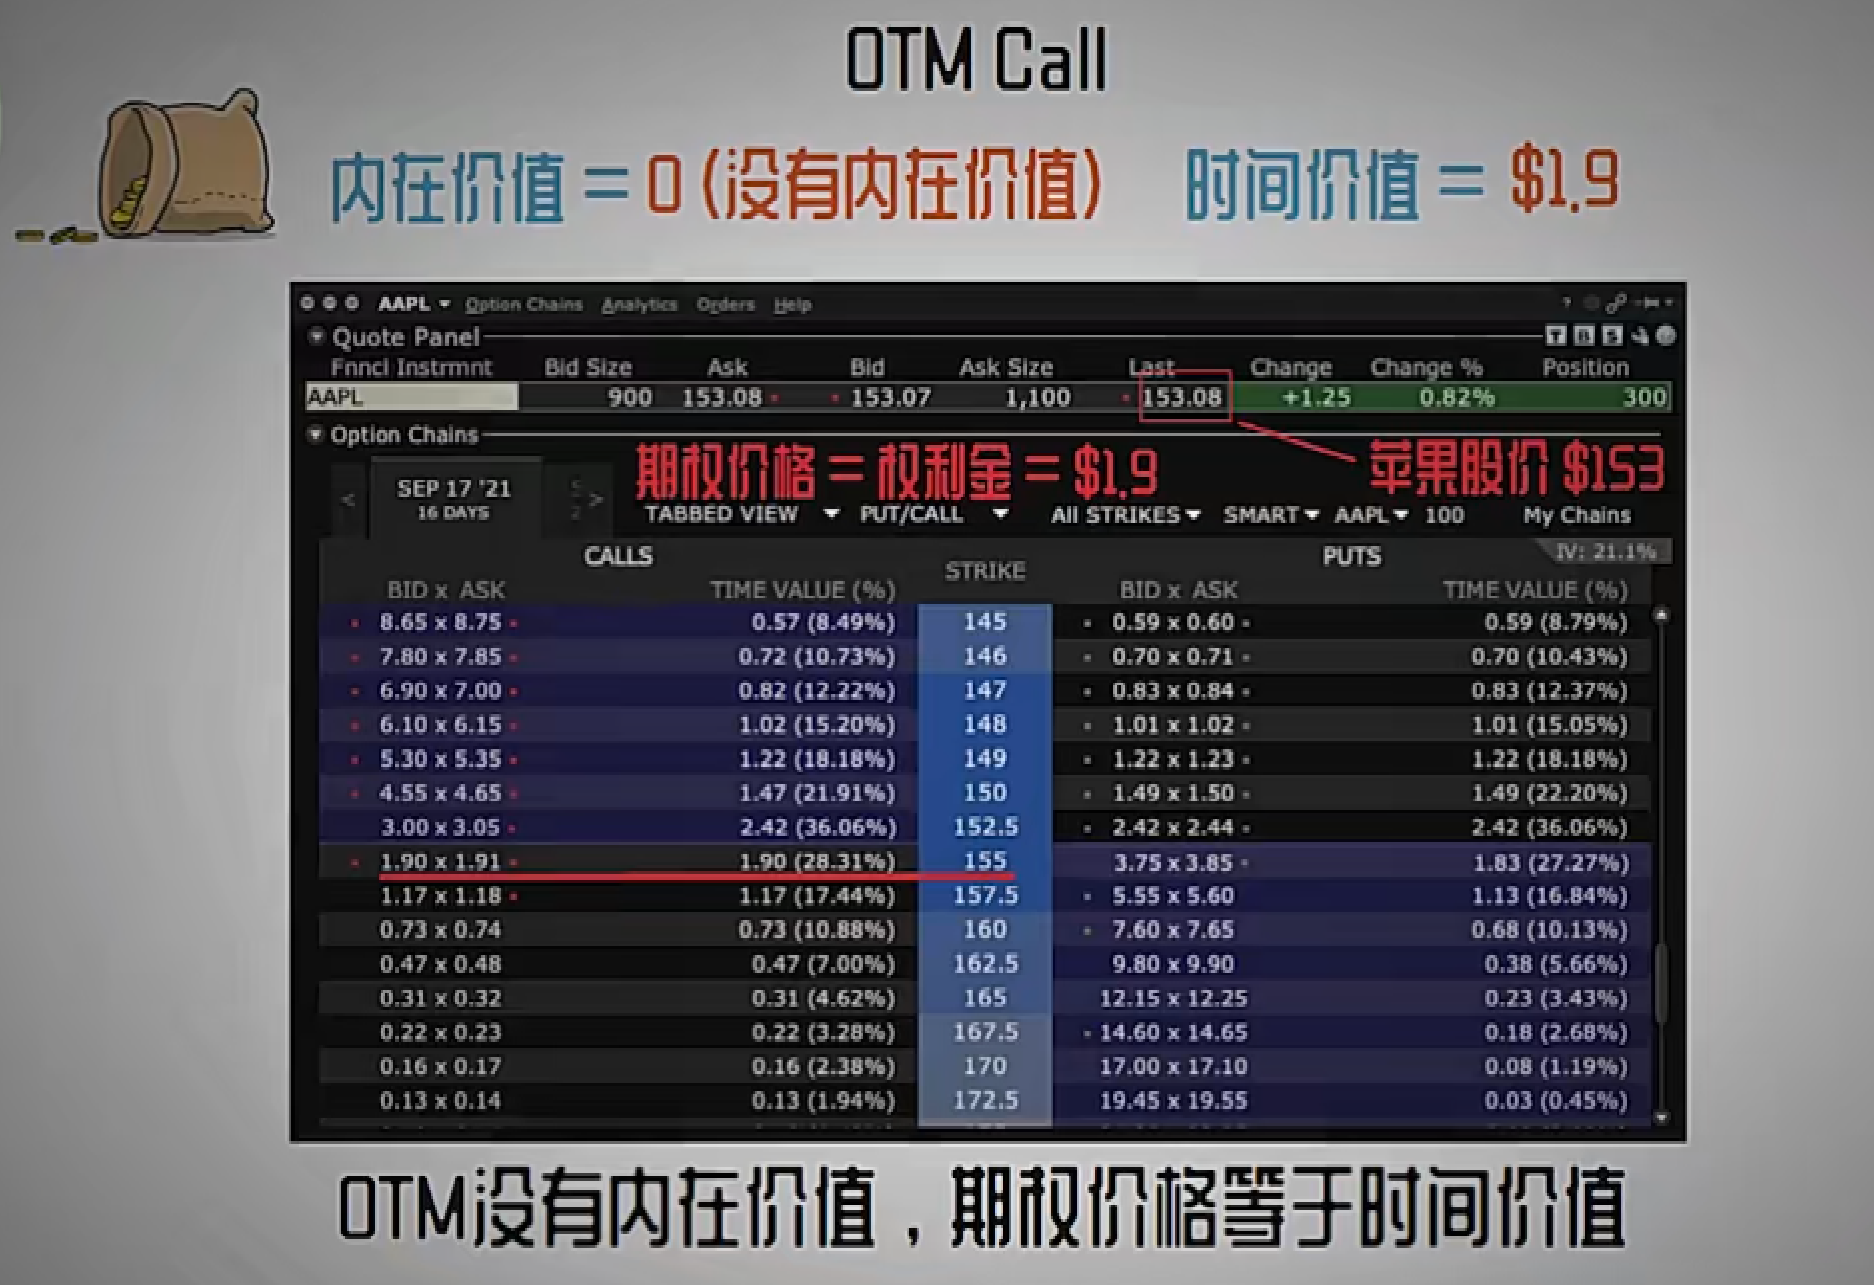 OTM Call
内在价值 = 0 (没有内在价值) 时间价值 = $1.9
AAPL Option Chains Analytics Orders Help ?
Quote Panel T B S
Fnncl Instrmnt Bid Size Ask Bid Ask Size Last Change Change % Position
AAPL 900 153.08 153.07 1,100 153.08 +1.25 0.82% 300
Option Chains
期权价格 = 权利金 = $1.9 苹果股价 $153
SEP 17 '21
16 DAYS
< >
TABBED VIEW PUT/CALL All STRIKES SMART AAPL 100 My Chains
CALLS STRIKE PUTS IV: 21.1%
BID x ASK TIME VALUE (%) BID x ASK TIME VALUE (%)
8.65 x 8.75 0.57 (8.49%) 145 0.59 x 0.60 0.59 (8.79%)
7.80 x 7.85 0.72 (10.73%) 146 0.70 x 0.71 0.70 (10.43%)
6.90 x 7.00 0.82 (12.22%) 147 0.83 x 0.84 0.83 (12.37%)
6.10 x 6.15 1.02 (15.20%) 148 1.01 x 1.02 1.01 (15.05%)
5.30 x 5.35 1.22 (18.18%) 149 1.22 x 1.23 1.22 (18.18%)
4.55 x 4.65 1.47 (21.91%) 150 1.49 x 1.50 1.49 (22.20%)
3.00 x 3.05 2.42 (36.06%) 152.5 2.42 x 2.44 2.42 (36.06%)
1.90 x 1.91 1.90 (28.31%) 155 3.75 x 3.85 1.83 (27.27%)
1.17 x 1.18 1.17 (17.44%) 157.5 5.55 x 5.60 1.13 (16.84%)
0.73 x 0.74 0.73 (10.88%) 160 7.60 x 7.65 0.68 (10.13%)
0.47 x 0.48 0.47 (7.00%) 162.5 9.80 x 9.90 0.38 (5.66%)
0.31 x 0.32 0.31 (4.62%) 165 12.15 x 12.25 0.23 (3.43%)
0.22 x 0.23 0.22 (3.28%) 167.5 14.60 x 14.65 0.18 (2.68%)
0.16 x 0.17 0.16 (2.38%) 170 17.00 x 17.10 0.08 (1.19%)
0.13 x 0.14 0.13 (1.94%) 172.5 19.45 x 19.55 0.03 (0.45%)
OTM没有内在价值，期权价格等于时间价值